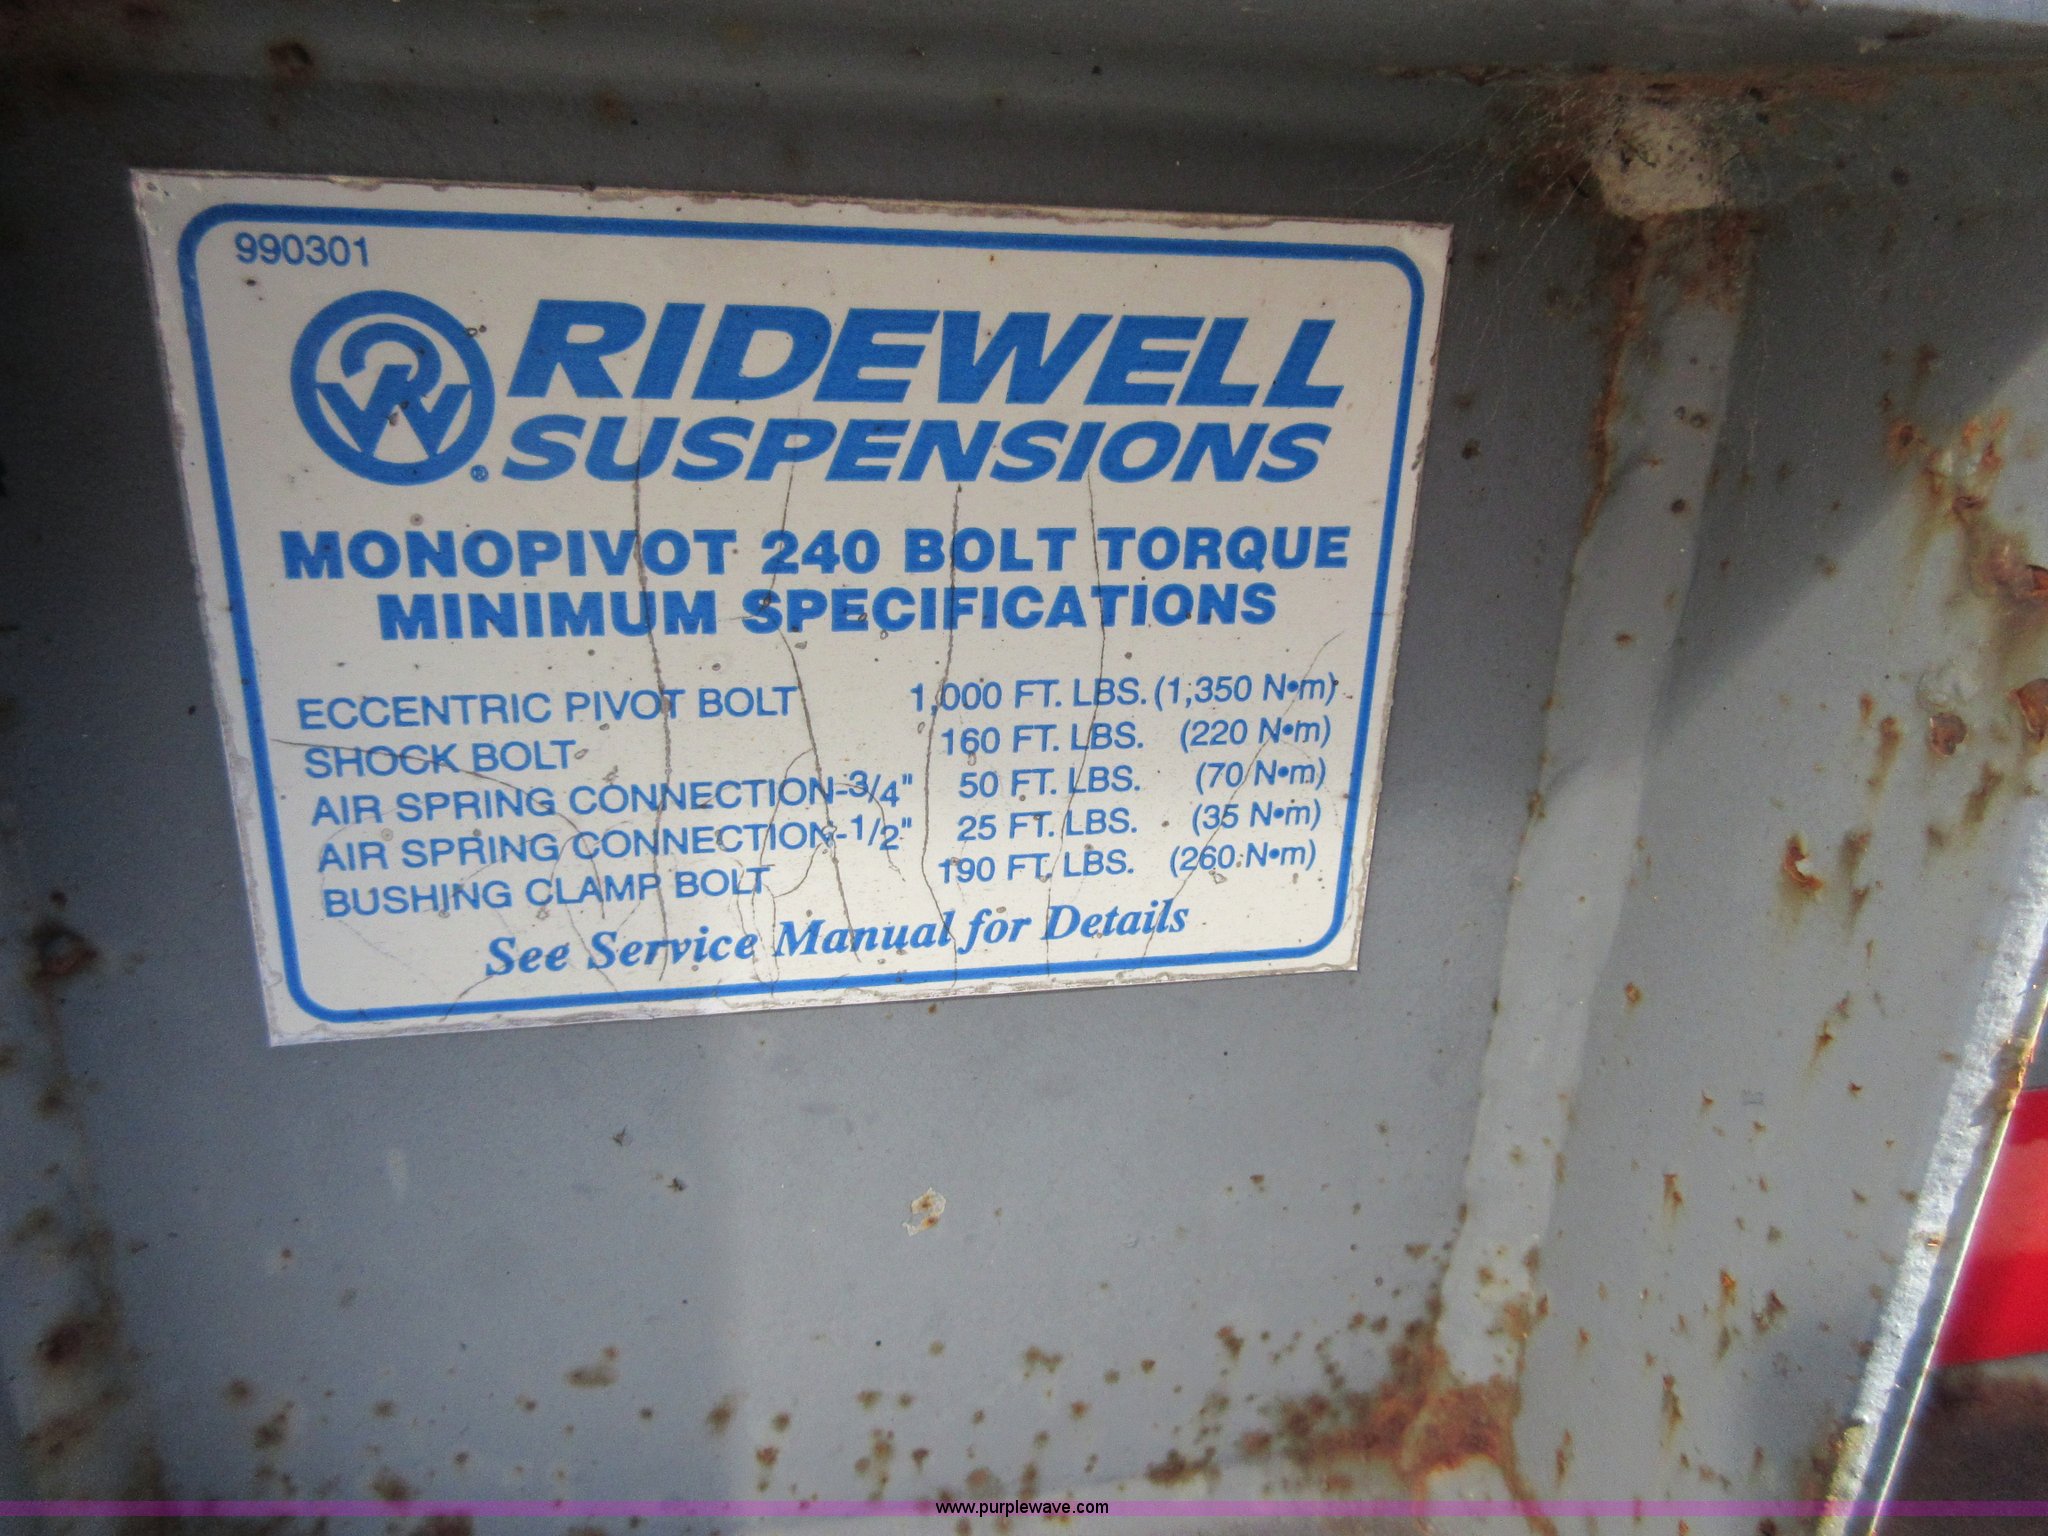 990301
RIDEWELL
SUSPENSIONS
MONOPIVOT 240 BOLT TORQUE
MINIMUM SPECIFICATIONS
ECCENTRIC PIVOT BOLT 1,000 FT. LBS. (1,350 N•m)
SHOCK BOLT 160 FT. LBS. (220 N•m)
AIR SPRING CONNECTION-3/4" 50 FT. LBS. (70 N•m)
AIR SPRING CONNECTION-1/2" 25 FT. LBS. (35 N•m)
BUSHING CLAMP BOLT 190 FT. LBS. (260 N•m)
See Service Manual for Details
www.purplewave.com